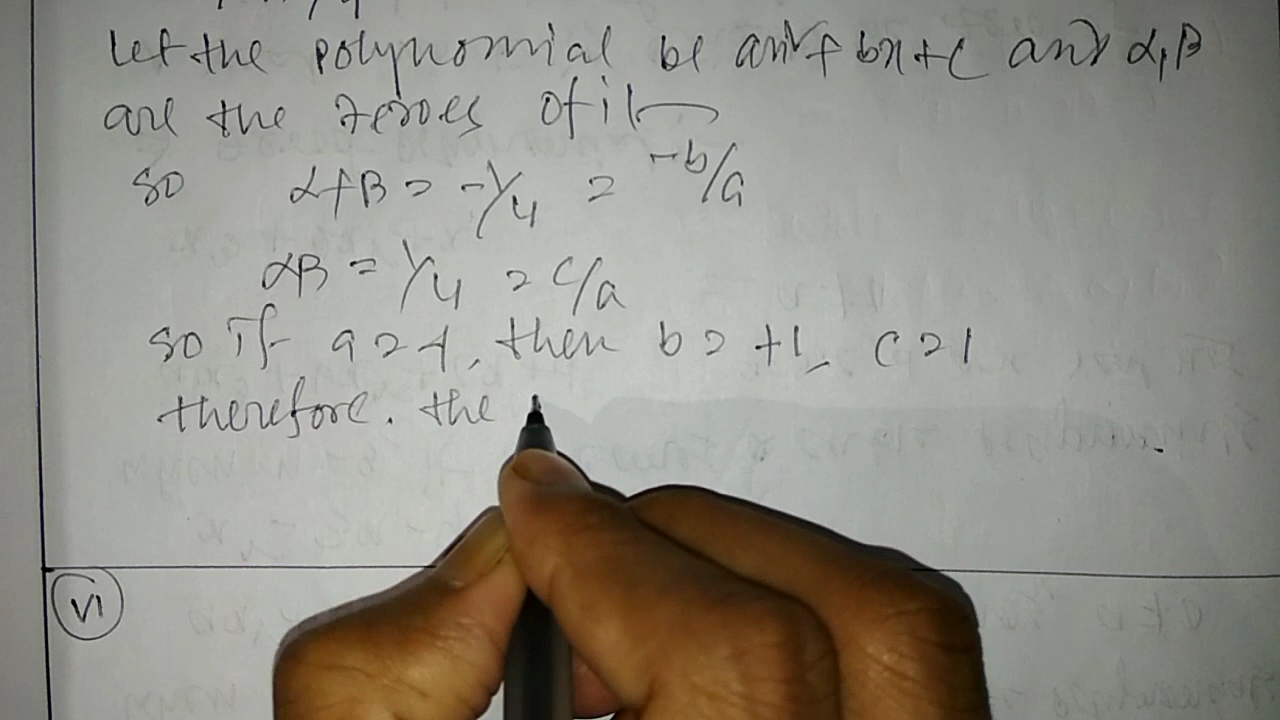 Let the polynomial be ax²+bx+c and α,β
are the zeroes of it
so α+β = -1/4 = -b/a
αβ = 1/4 = c/a
so if a = 4, then b = +1, c = 1
therefore. the
VI